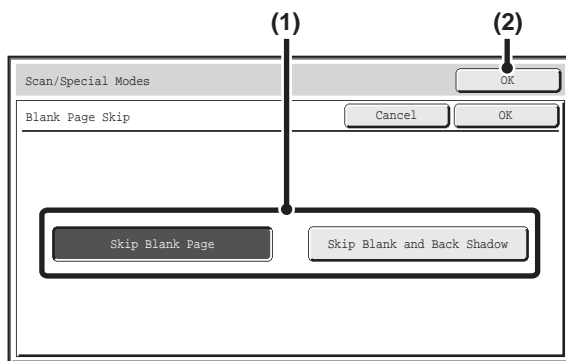 (1) (2)
Scan/Special Modes OK
Blank Page Skip Cancel OK
Skip Blank Page Skip Blank and Back Shadow